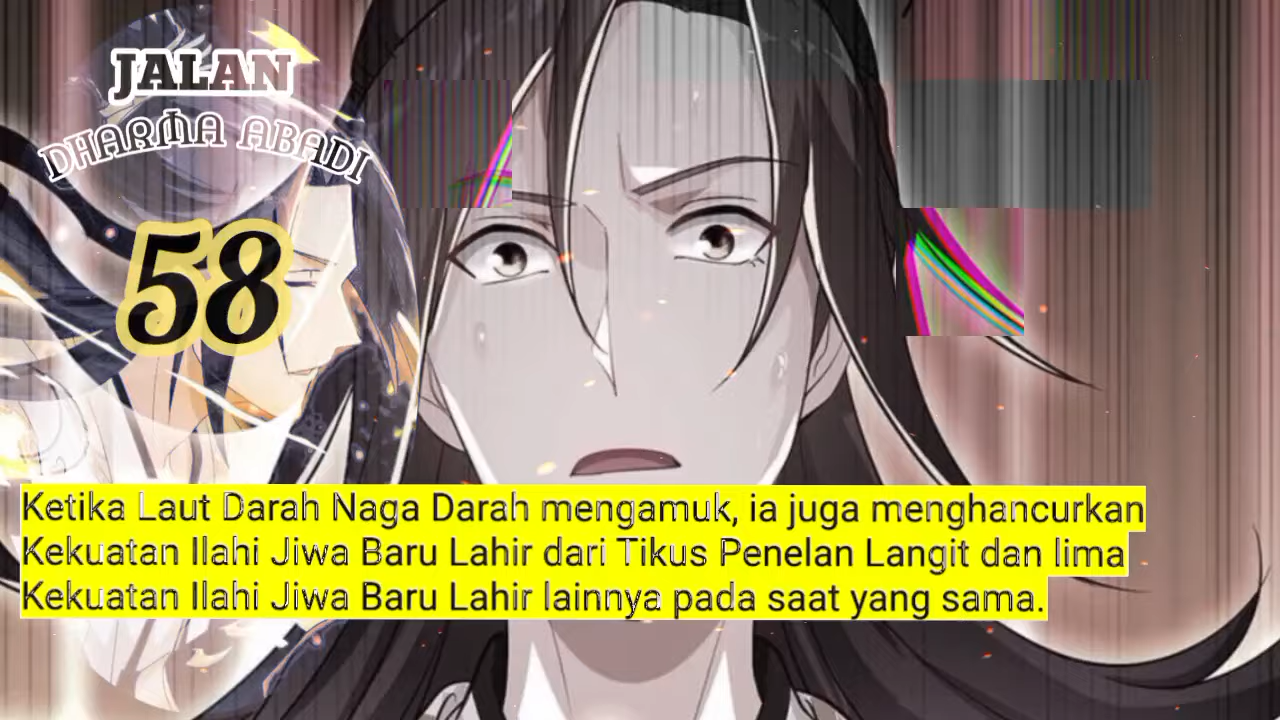 JALAN
DHARMA ABADI
58
Ketika Laut Darah Naga Darah mengamuk, ia juga menghancurkan
Kekuatan Ilahi Jiwa Baru Lahir dari Tikus Penelan Langit dan lima
Kekuatan Ilahi Jiwa Baru Lahir lainnya pada saat yang sama.